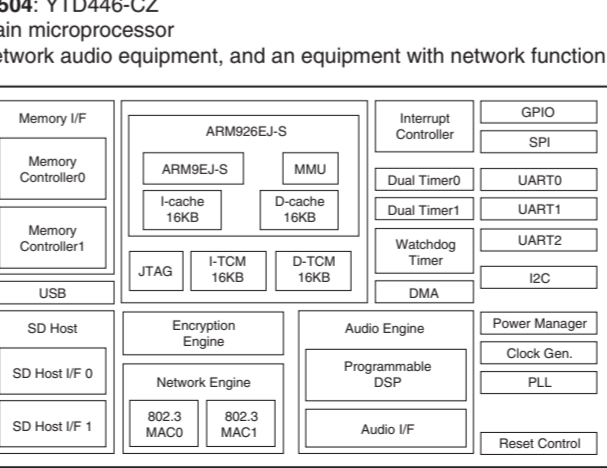 504: YTD446-CZ
ain microprocessor
etwork audio equipment, and an equipment with network function
Memory I/F
Memory
Controller0
Memory
Controller1
USB
SD Host
SD Host I/F 0
SD Host I/F 1
ARM926EJ-S
ARM9EJ-S
MMU
I-cache
16KB
D-cache
16KB
JTAG
I-TCM
16KB
D-TCM
16KB
Encryption
Engine
Network Engine
802.3
MAC0
802.3
MAC1
Interrupt
Controller
Dual Timer0
Dual Timer1
Watchdog
Timer
DMA
Audio Engine
Programmable
DSP
Audio I/F
GPIO
SPI
UART0
UART1
UART2
I2C
Power Manager
Clock Gen.
PLL
Reset Control